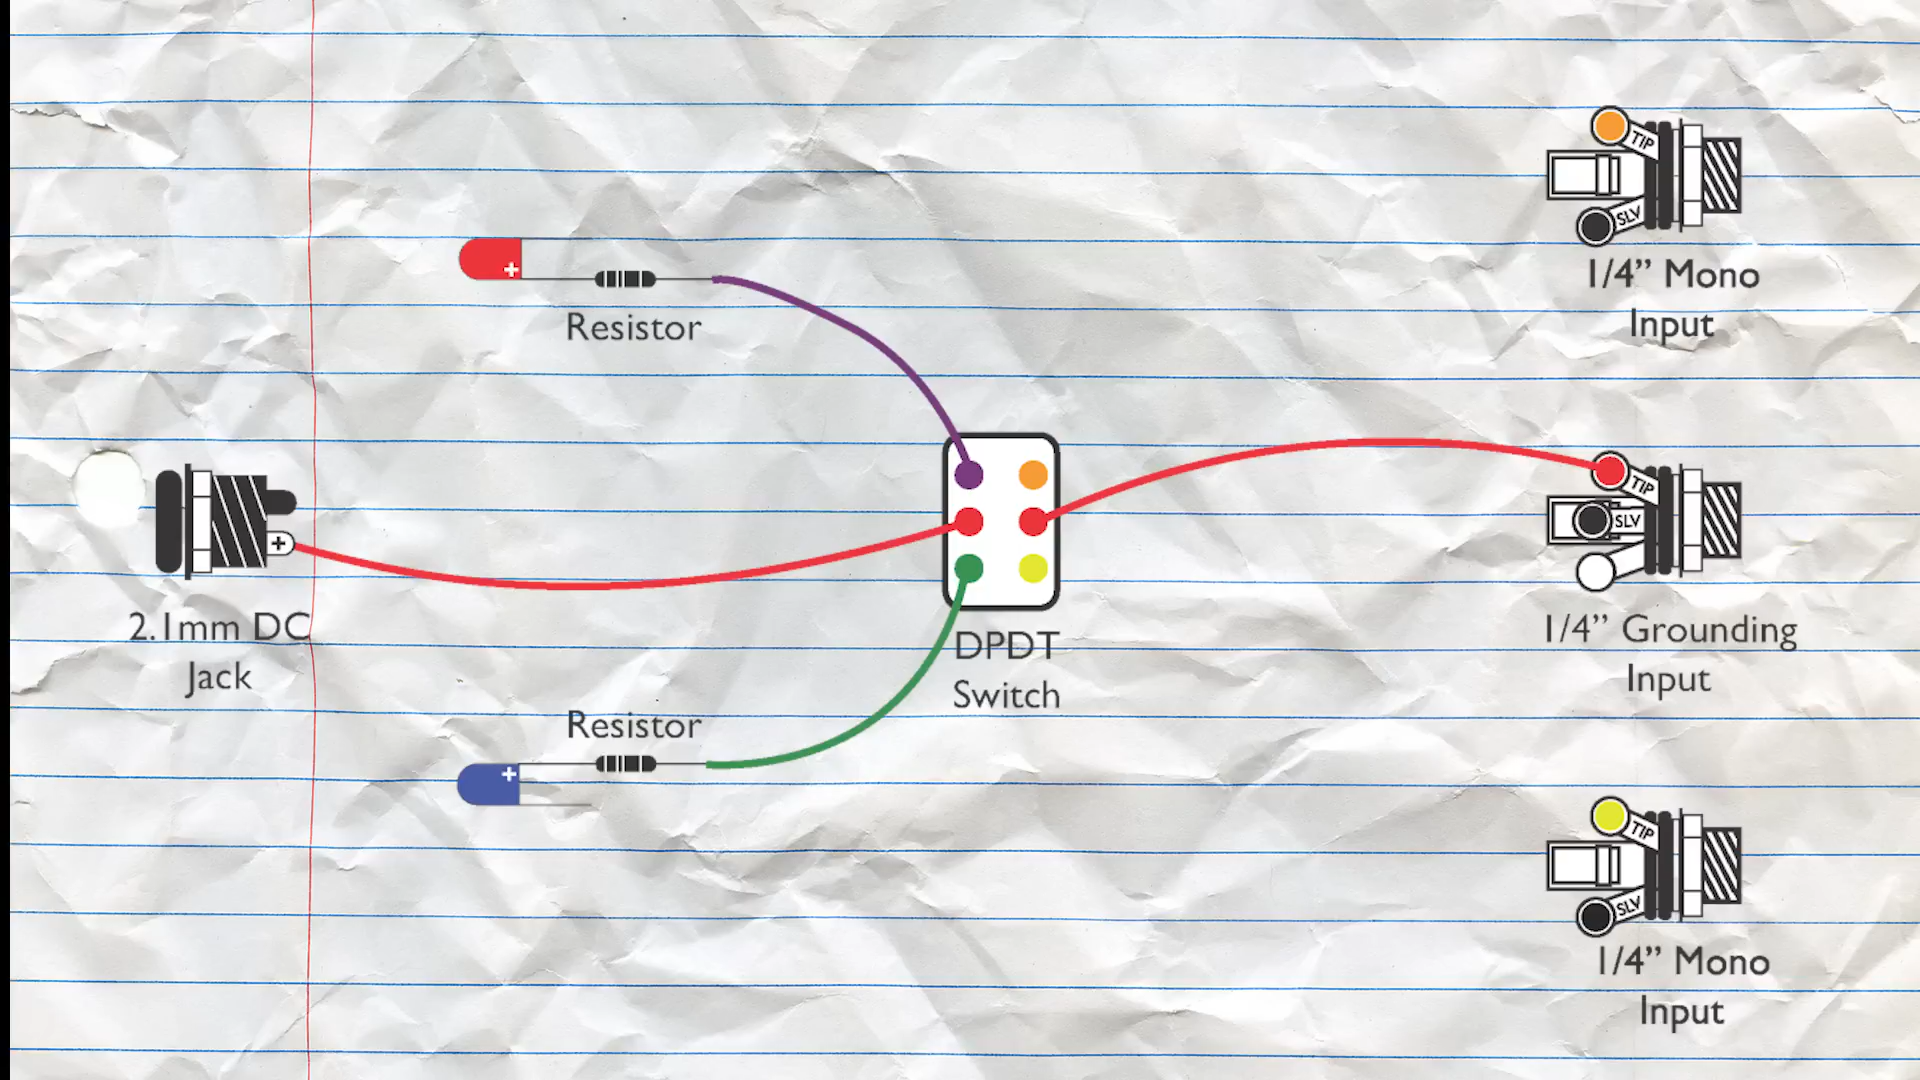 TIP
SLV
1/4” Mono
Input
+
Resistor
TIP
SLV
+
2.1mm DC
Jack
1/4” Grounding
Input
DPDT
Switch
Resistor
+
TIP
SLV
1/4” Mono
Input